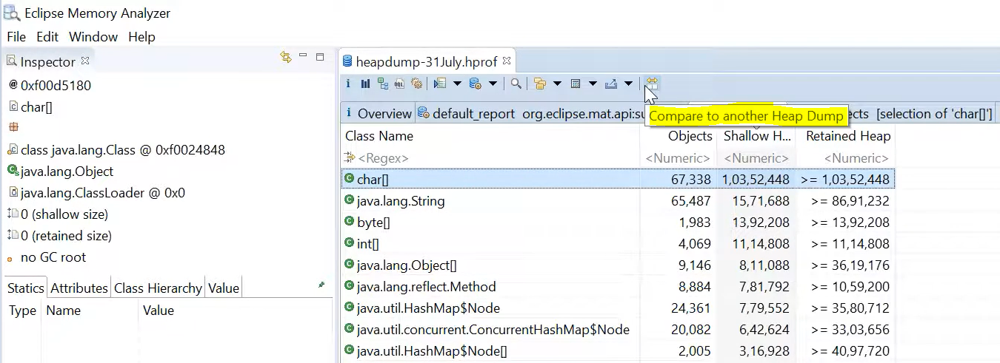 Eclipse Memory Analyzer
File Edit Window Help
Inspector
@ 0xf00d5180
char[]
class java.lang.Class @ 0xf0024848
java.lang.Object
java.lang.ClassLoader @ 0x0
0 (shallow size)
0 (retained size)
no GC root
Statics Attributes Class Hierarchy Value
Type Name Value
heapdump-31July.hprof
i OQL
i Overview default_report org.eclipse.mat.api:su ects [selection of 'char[]']
Compare to another Heap Dump
Class Name Objects Shallow H... Retained Heap
<Regex> <Numeric> <Numeric> <Numeric>
char[] 67,338 1,03,52,448 >= 1,03,52,448
java.lang.String 65,487 15,71,688 >= 86,91,232
byte[] 1,983 13,92,208 >= 13,92,208
int[] 4,069 11,14,808 >= 11,14,808
java.lang.Object[] 9,146 8,11,088 >= 36,19,176
java.lang.reflect.Method 8,884 7,81,792 >= 10,59,200
java.util.HashMap$Node 24,361 7,79,552 >= 35,80,712
java.util.concurrent.ConcurrentHashMap$Node 20,082 6,42,624 >= 33,03,656
java.util.HashMap$Node[] 2,005 3,16,928 >= 40,97,720